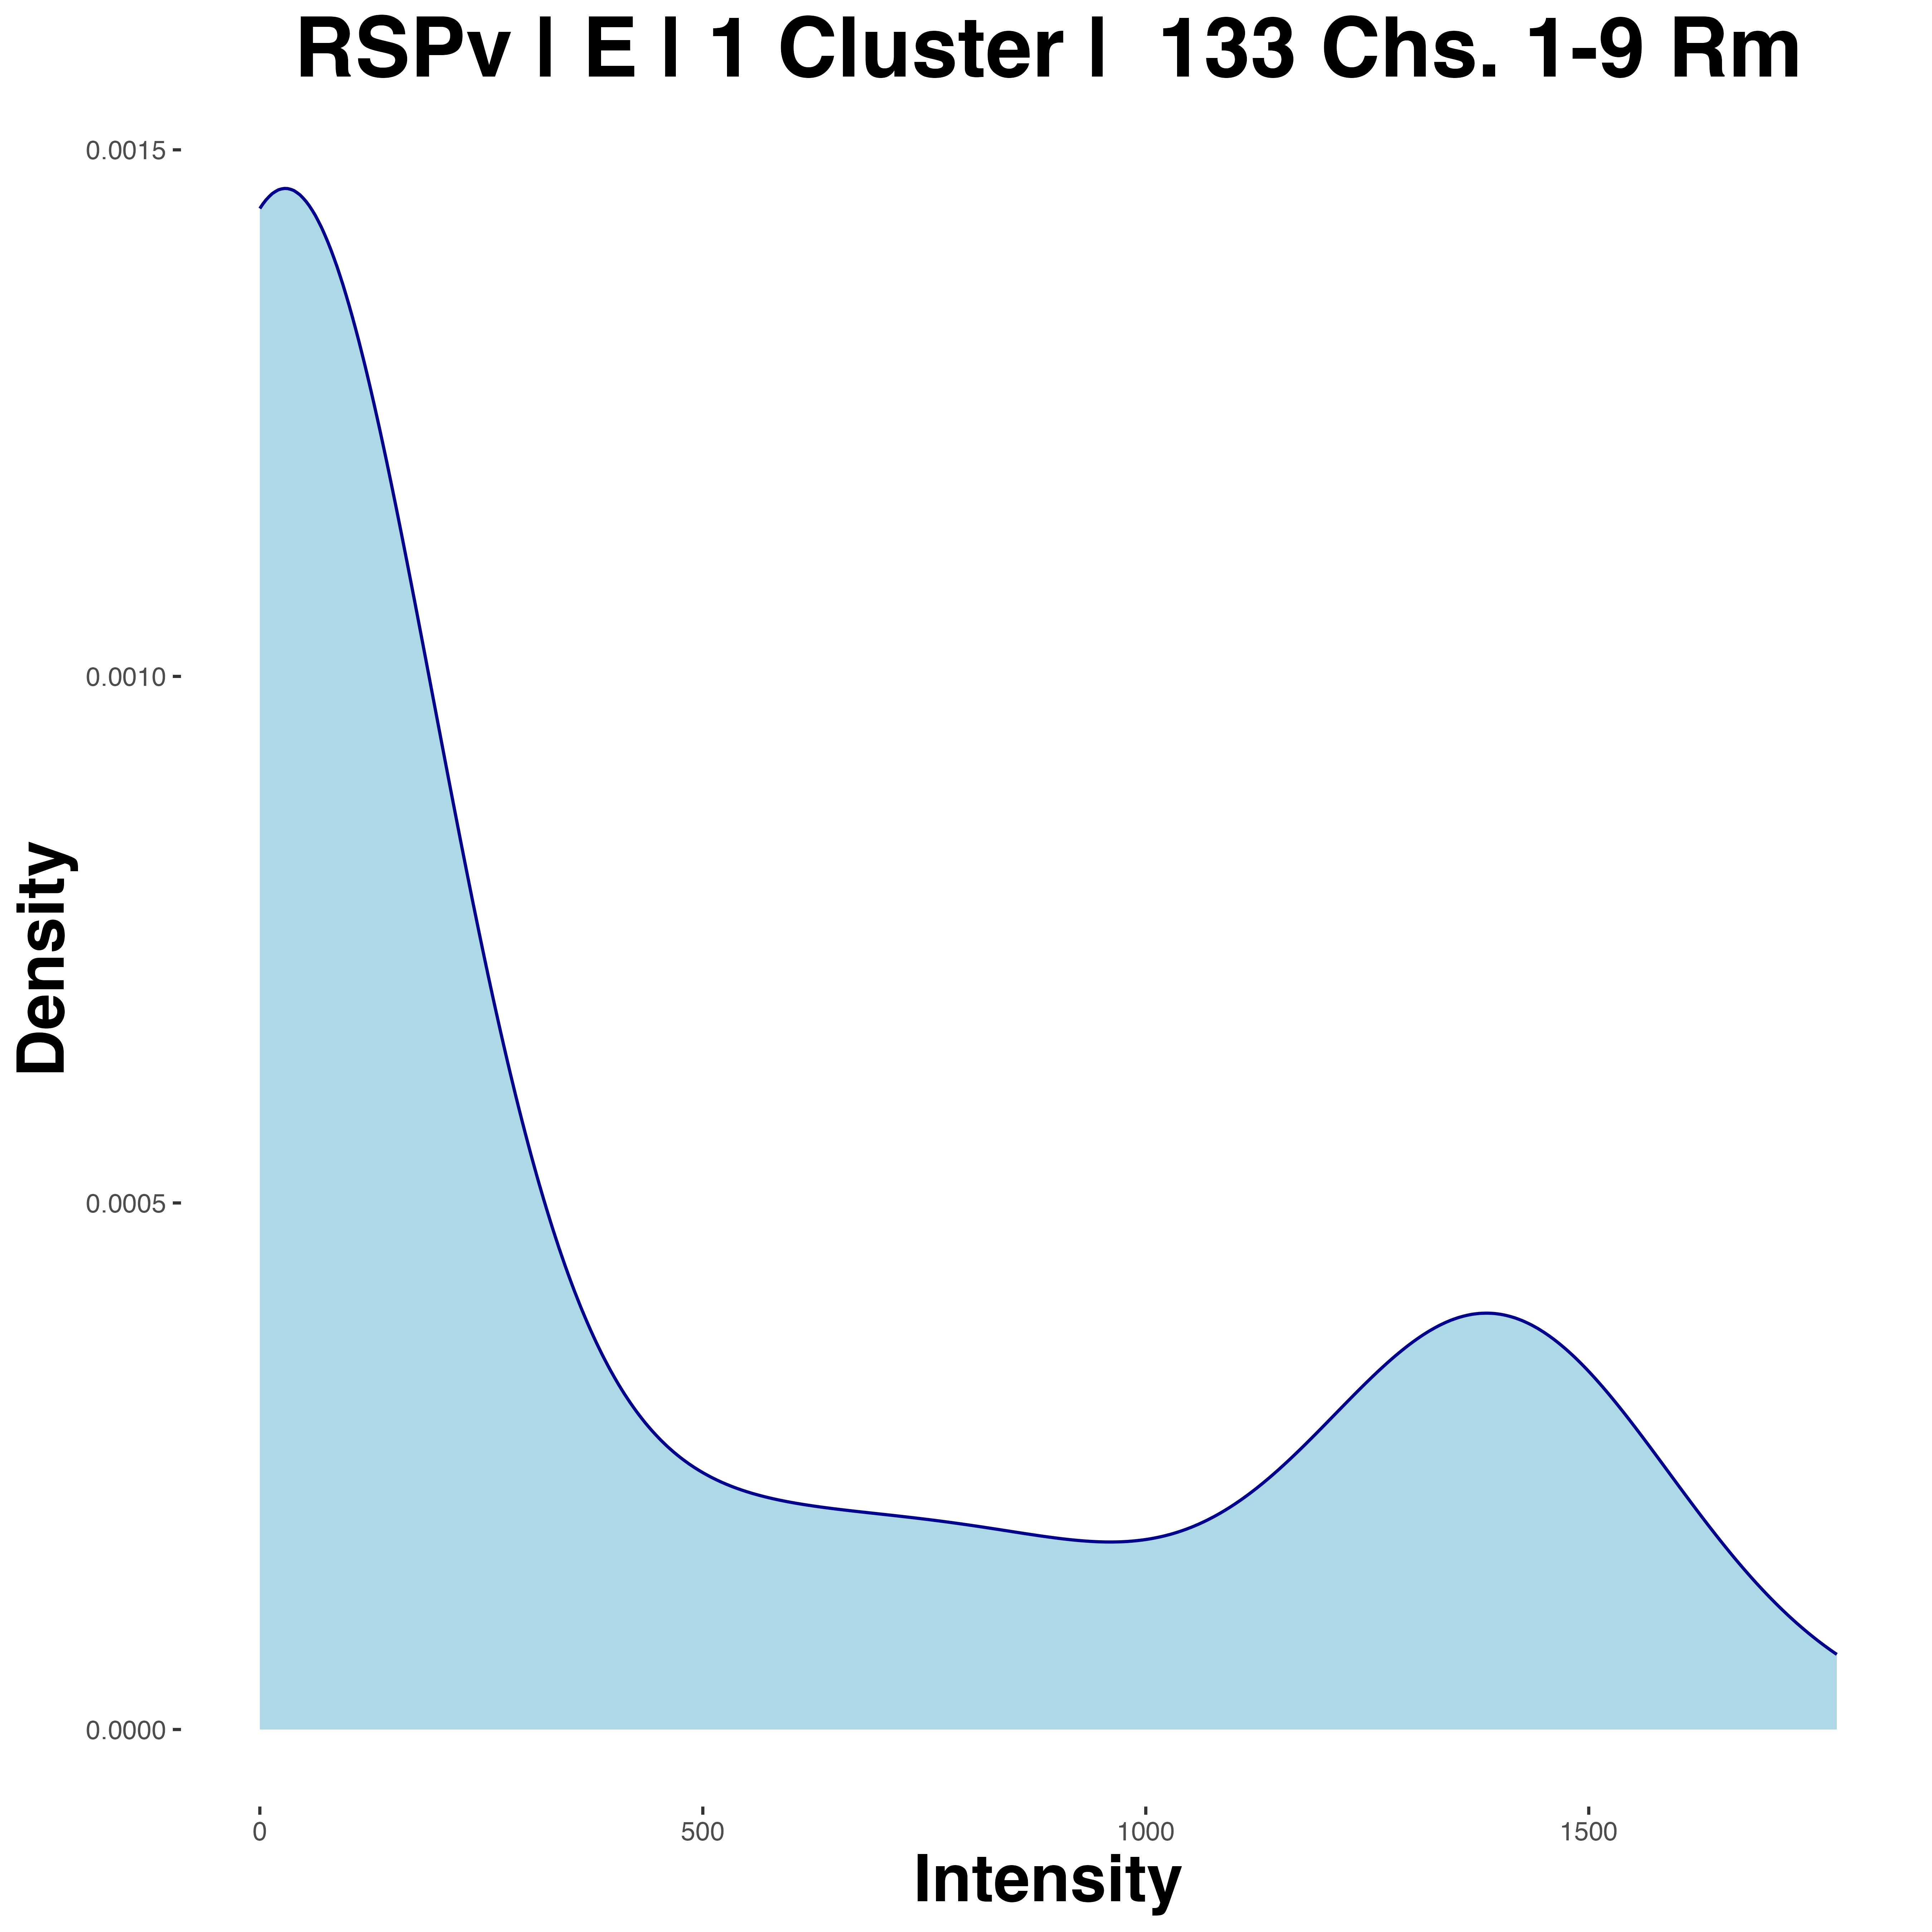 RSPv | E | 1 Cluster | 133 Chs. 1-9 Rm
0.0015
0.0010
0.0005
0.0000
Density
0 500 1000 1500
Intensity